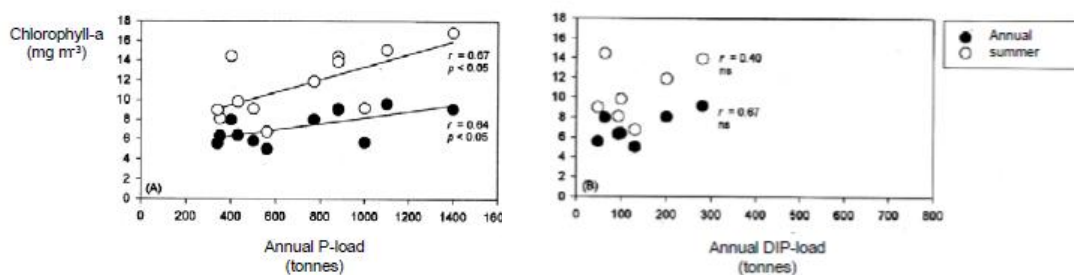 Chlorophyll-a
(mg m-³)
18
16
14
12
10
8
6
4
2
0
r = 0.67
p < 0.05
r = 0.64
p < 0.05
(A)
0 200 400 600 800 1000 1200 1400 160
Annual P-load
(tonnes)
18
16
14
12
10
8
6
4
2
0
r = 0.40
ns
r = 0.67
ns
(B)
0 100 200 300 400 500 600 700 800
Annual DIP-load
(tonnes)
Annual
summer